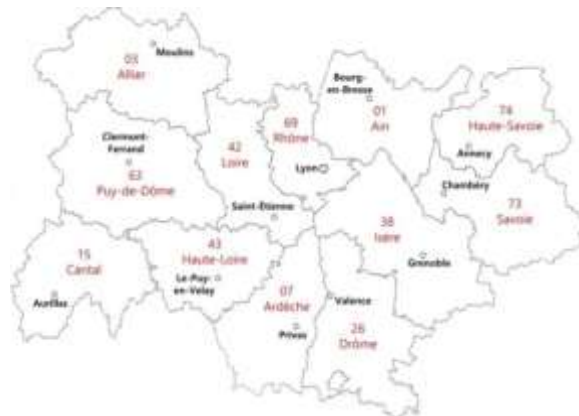 03
Allier
Moulins
Bourg-
en-Bresse
01
Ain
74
Haute-Savoie
Annecy
69
Rhône
Lyon
42
Loire
Saint-Étienne
Clermont-
Ferrand
63
Puy-de-Dôme
Chambéry
73
Savoie
38
Isère
Grenoble
15
Cantal
Aurillac
43
Haute-Loire
Le-Puy-
en-Velay
07
Ardèche
Privas
Valence
26
Drôme